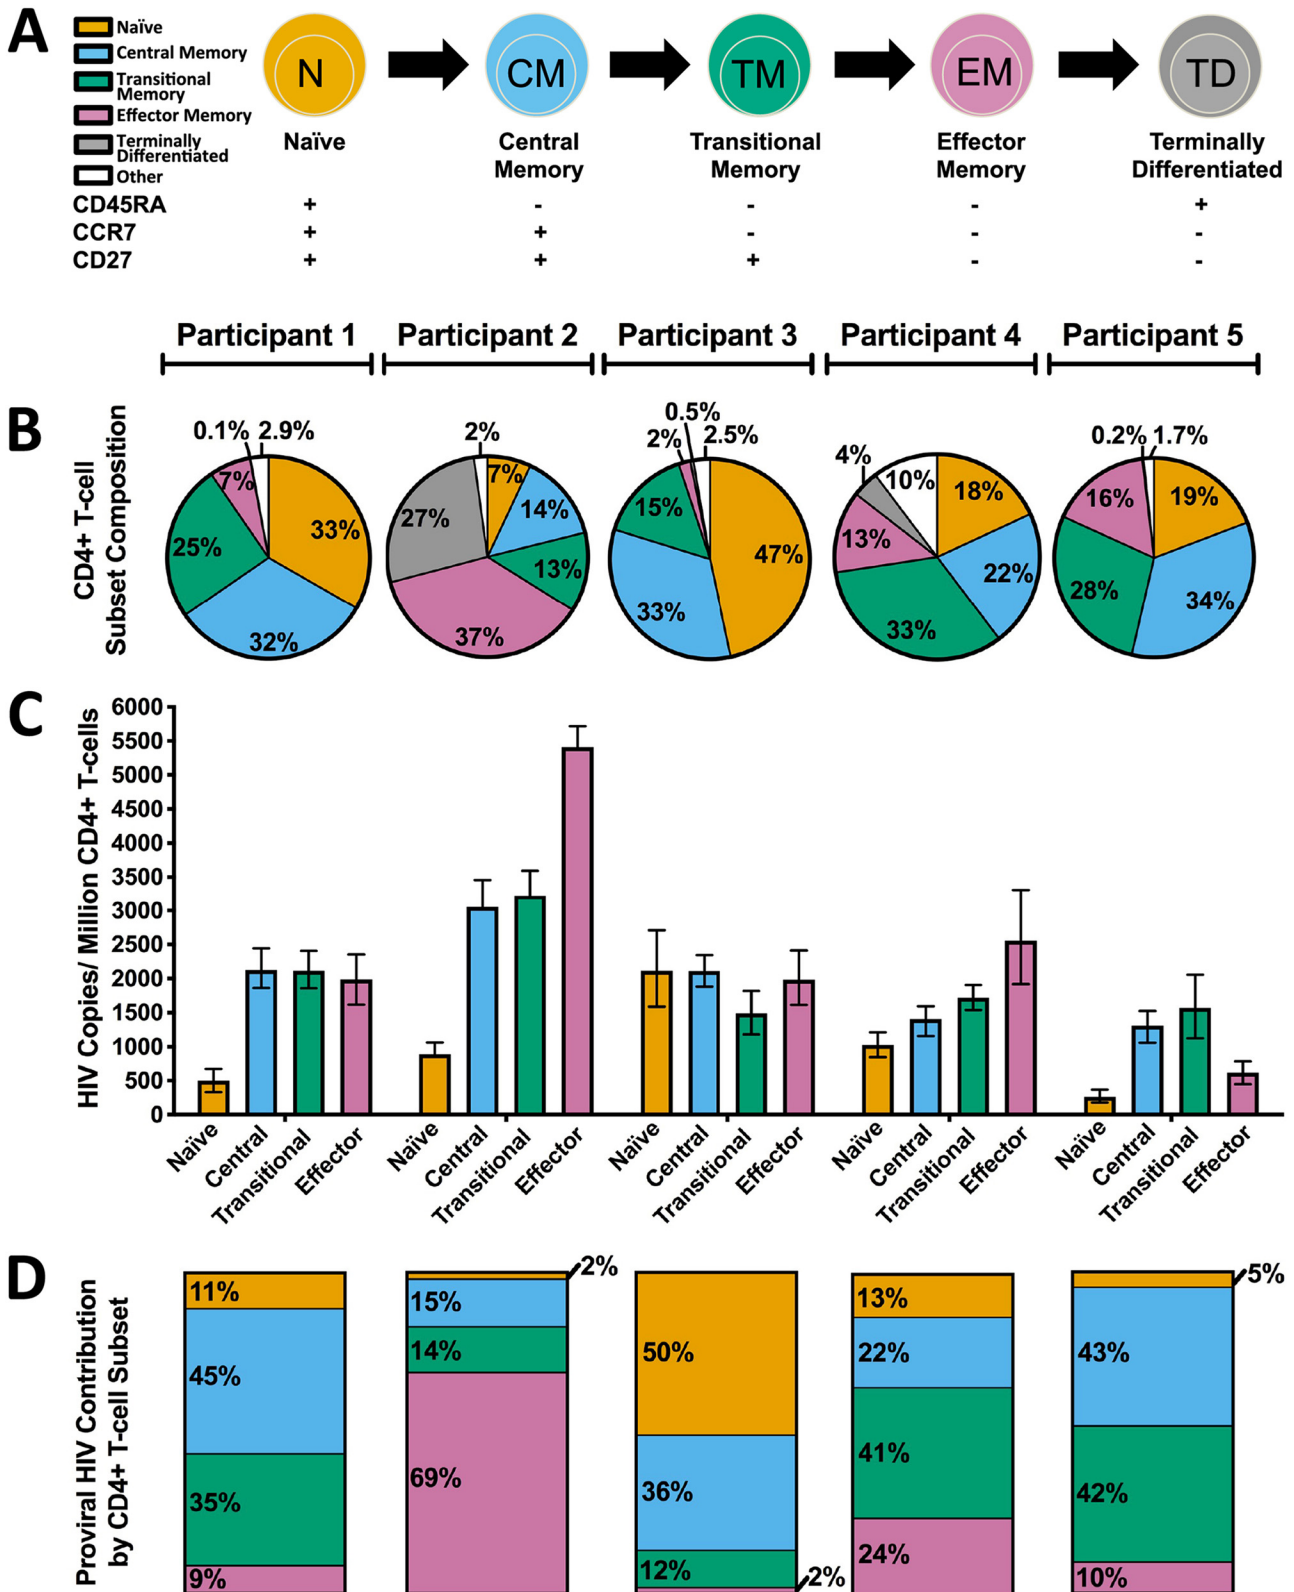 A
Naïve
Central Memory
Transitional
Memory
Effector Memory
Terminally
Differentiated
Other
N
CM
TM
EM
TD
Naïve
Central
Memory
Transitional
Memory
Effector
Memory
Terminally
Differentiated
CD45RA + - - - +
CCR7 + + - - -
CD27 + + + - -
Participant 1 Participant 2 Participant 3 Participant 4 Participant 5
B
CD4+ T-cell
Subset Composition
0.1% 2.9%
7%
33%
25%
32%
2%
7%
14%
27%
13%
37%
0.5%
2% 2.5%
15%
47%
33%
4%
10%
18%
13%
22%
33%
0.2% 1.7%
16%
19%
28%
34%
C
HIV Copies/ Million CD4+ T-cells
6000
5500
5000
4500
4000
3500
3000
2500
2000
1500
1000
500
0
Naïve Central Transitional Effector
Naïve Central Transitional Effector
Naïve Central Transitional Effector
Naïve Central Transitional Effector
Naïve Central Transitional Effector
D
Proviral HIV Contribution
by CD4+ T-cell Subset
11%
45%
35%
9%
2%
15%
14%
69%
50%
36%
12%
2%
13%
22%
41%
24%
5%
43%
42%
10%